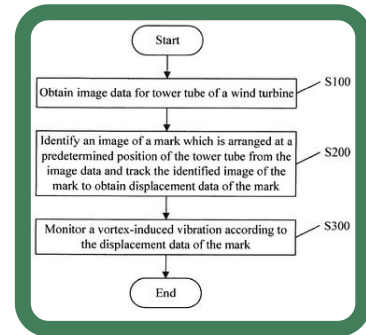 Start
S100
Obtain image data for tower tube of a wind turbine
S200
Identify an image of a mark which is arranged at a
predetermined position of the tower tube from the
image data and track the identified image of the
mark to obtain displacement data of the mark
S300
Monitor a vortex-induced vibration according to
the displacement data of the mark
End